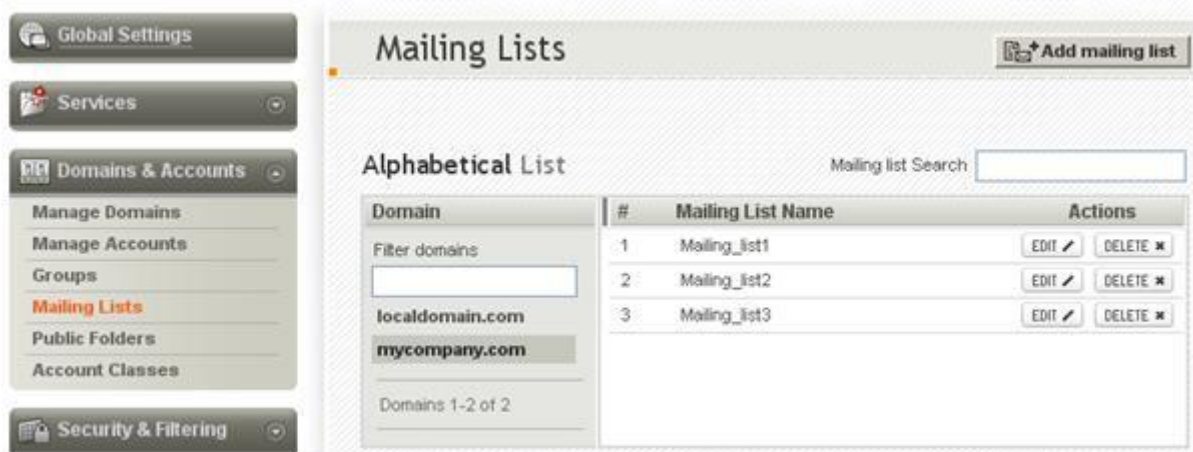 Global Settings
Services
Domains & Accounts
Manage Domains
Manage Accounts
Groups
Mailing Lists
Public Folders
Account Classes
Security & Filtering
Mailing Lists
Add mailing list
Alphabetical List
Mailing list Search
Domain
Filter domains
localdomain.com
mycompany.com
Domains 1-2 of 2
# Mailing List Name Actions
1 Mailing_list1 EDIT DELETE
2 Mailing_list2 EDIT DELETE
3 Mailing_list3 EDIT DELETE